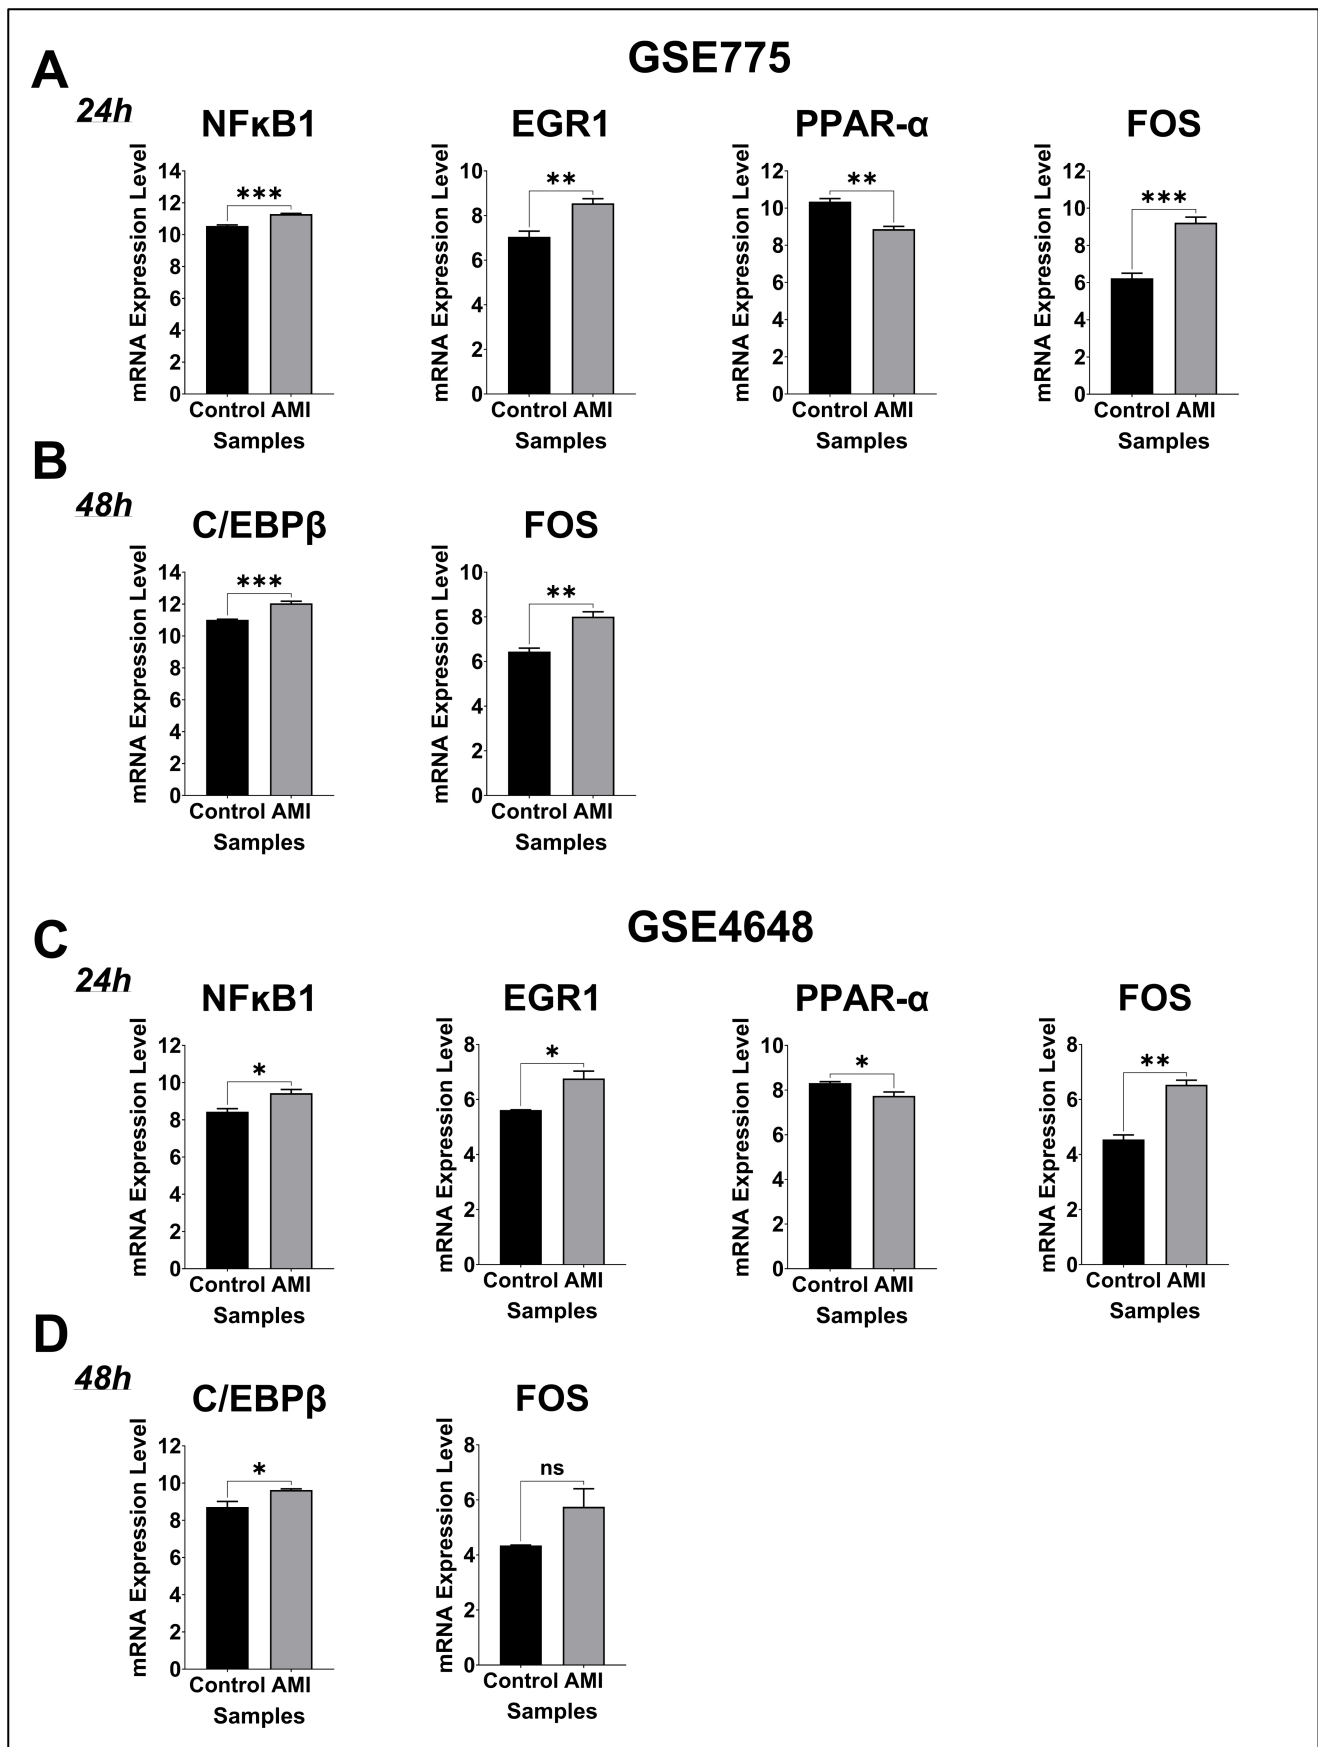 A
GSE775
24h
NFκB1
EGR1
PPAR-α
FOS
mRNA Expression Level
14
12
10
8
6
4
2
0
***
Control AMI
Samples
mRNA Expression Level
10
8
6
4
2
0
**
Control AMI
Samples
mRNA Expression Level
12
10
8
6
4
2
0
**
Control AMI
Samples
mRNA Expression Level
12
10
8
6
4
2
0
***
Control AMI
Samples
B
48h
C/EBPβ
FOS
mRNA Expression Level
14
12
10
8
6
4
2
0
***
Control AMI
Samples
mRNA Expression Level
10
8
6
4
2
0
**
Control AMI
Samples
C
GSE4648
24h
NFκB1
EGR1
PPAR-α
FOS
mRNA Expression Level
12
10
8
6
4
2
0
*
Control AMI
Samples
mRNA Expression Level
8
6
4
2
0
*
Control AMI
Samples
mRNA Expression Level
10
8
6
4
2
0
*
Control AMI
Samples
mRNA Expression Level
8
6
4
2
0
**
Control AMI
Samples
D
48h
C/EBPβ
FOS
mRNA Expression Level
12
10
8
6
4
2
0
*
Control AMI
Samples
mRNA Expression Level
8
6
4
2
0
ns
Control AMI
Samples